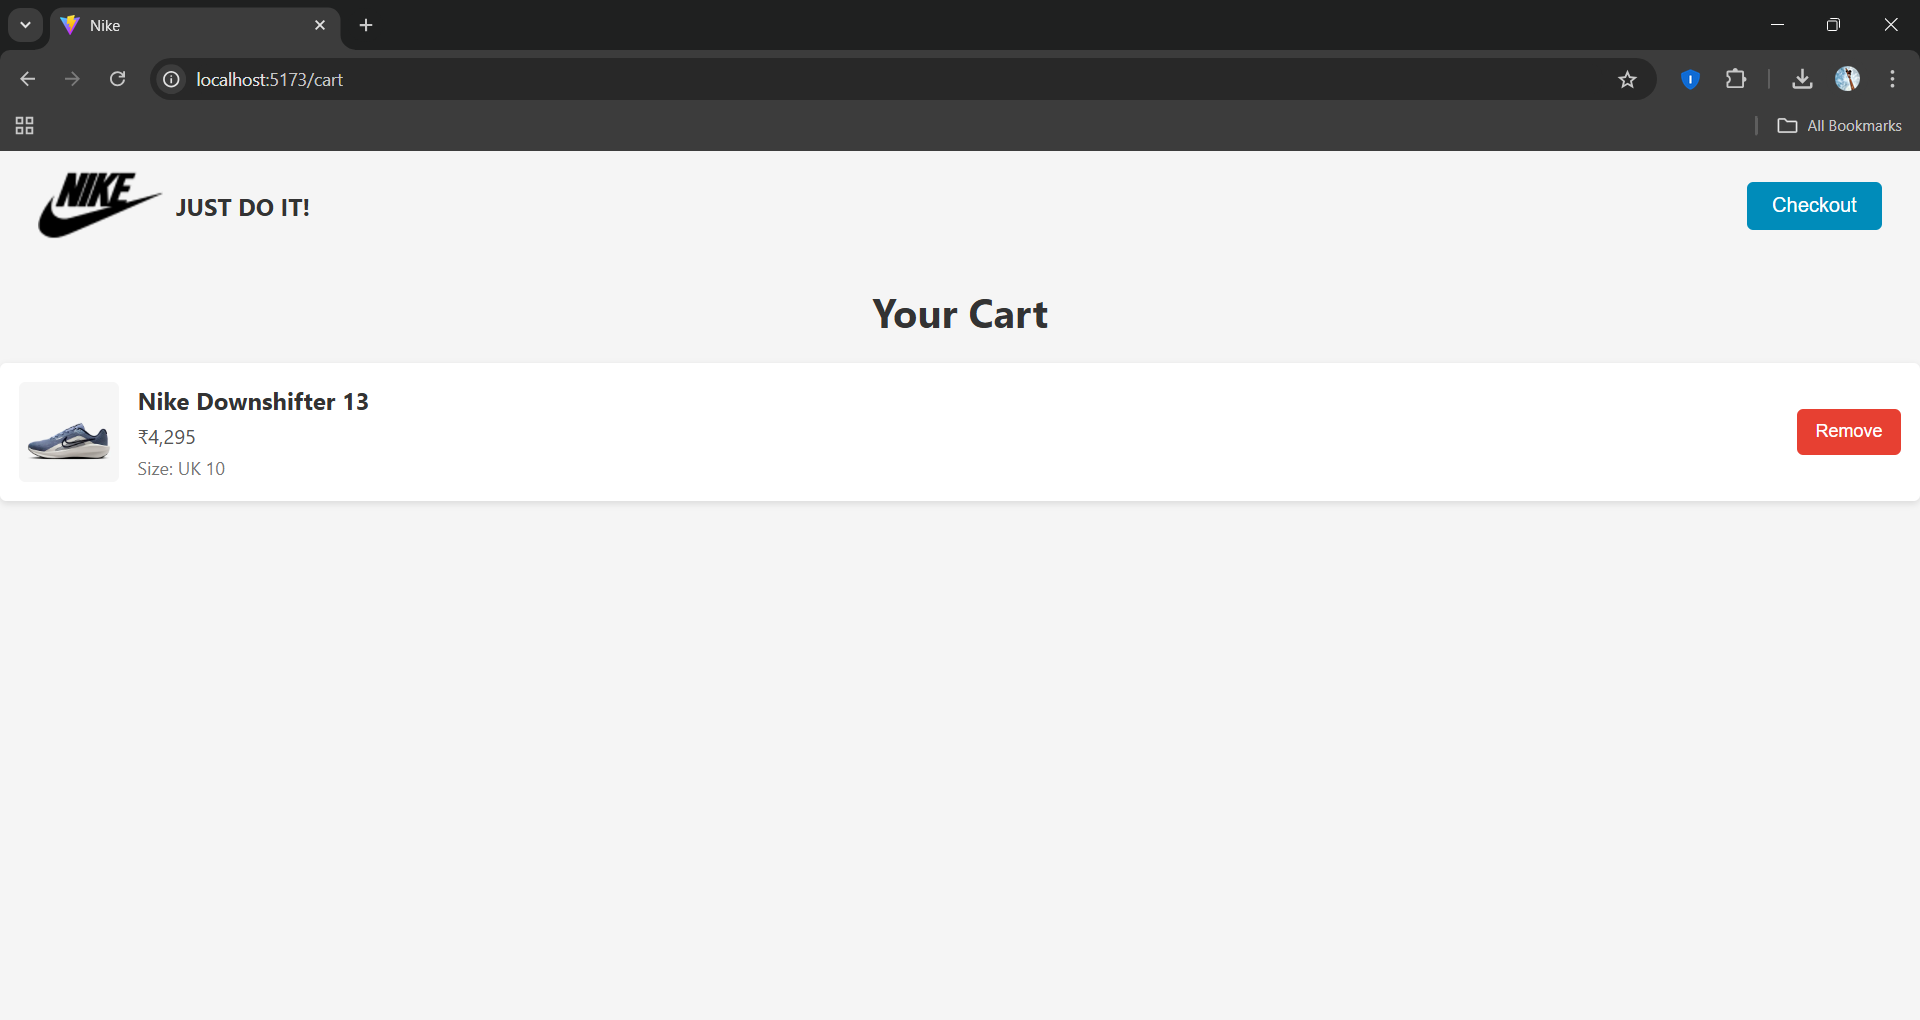 Nike
localhost:5173/cart
All Bookmarks
NIKE
JUST DO IT!
Checkout
Your Cart
Nike Downshifter 13
₹4,295
Size: UK 10
Remove